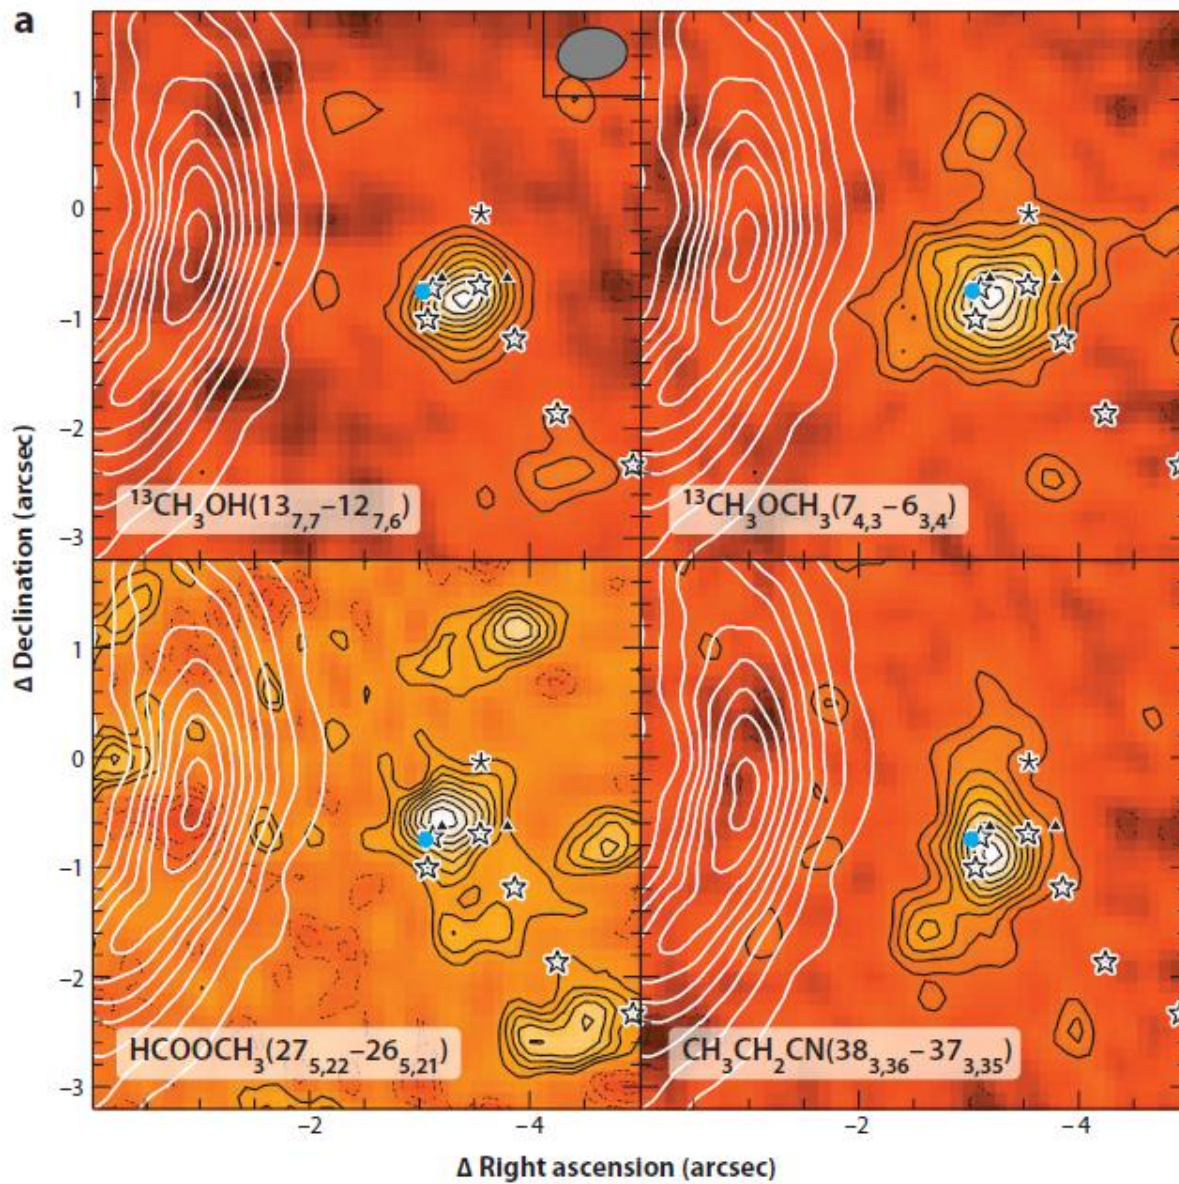 a
1
0
−1
−2
−3
¹³CH₃OH(13₇,₇–12₇,₆)
¹³CH₃OCH₃(7₄,₃–6₃,₄)
1
0
−1
−2
−3
HCOOCH₃(27₅,₂₂–26₅,₂₁)
CH₃CH₂CN(38₃,₃₆–37₃,₃₅)
−2
−4
−2
−4
Δ Declination (arcsec)
Δ Right ascension (arcsec)